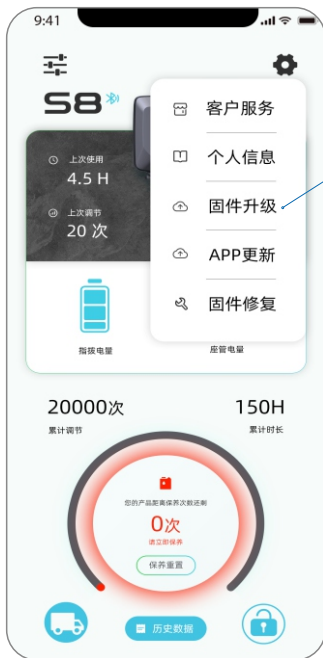 9:41
S8
客户服务
个人信息
固件升级
APP更新
固件修复
上次使用
4.5 H
上次调节
20 次
指拨电量
座管电量
20000次
150H
累计调节
累计时长
您的产品距离保养次数还剩
0次
请立即保养
保养重置
历史数据